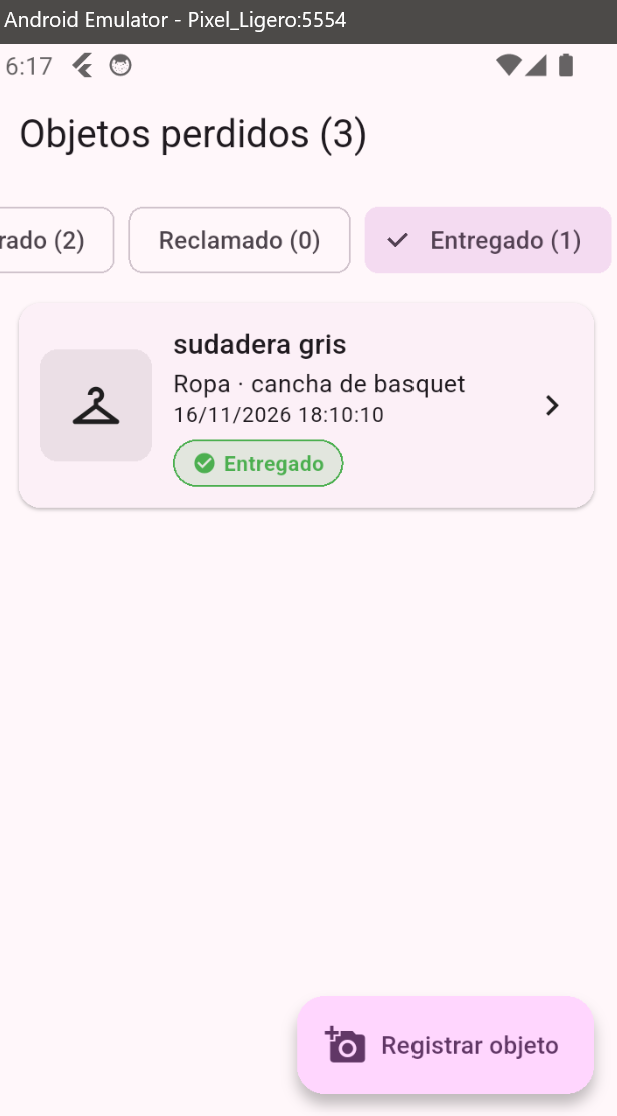 Android Emulator - Pixel_Ligero:5554
6:17
Objetos perdidos (3)
rado (2)
Reclamado (0)
Entregado (1)
sudadera gris
Ropa · cancha de basquet
16/11/2026 18:10:10
Entregado
Registrar objeto